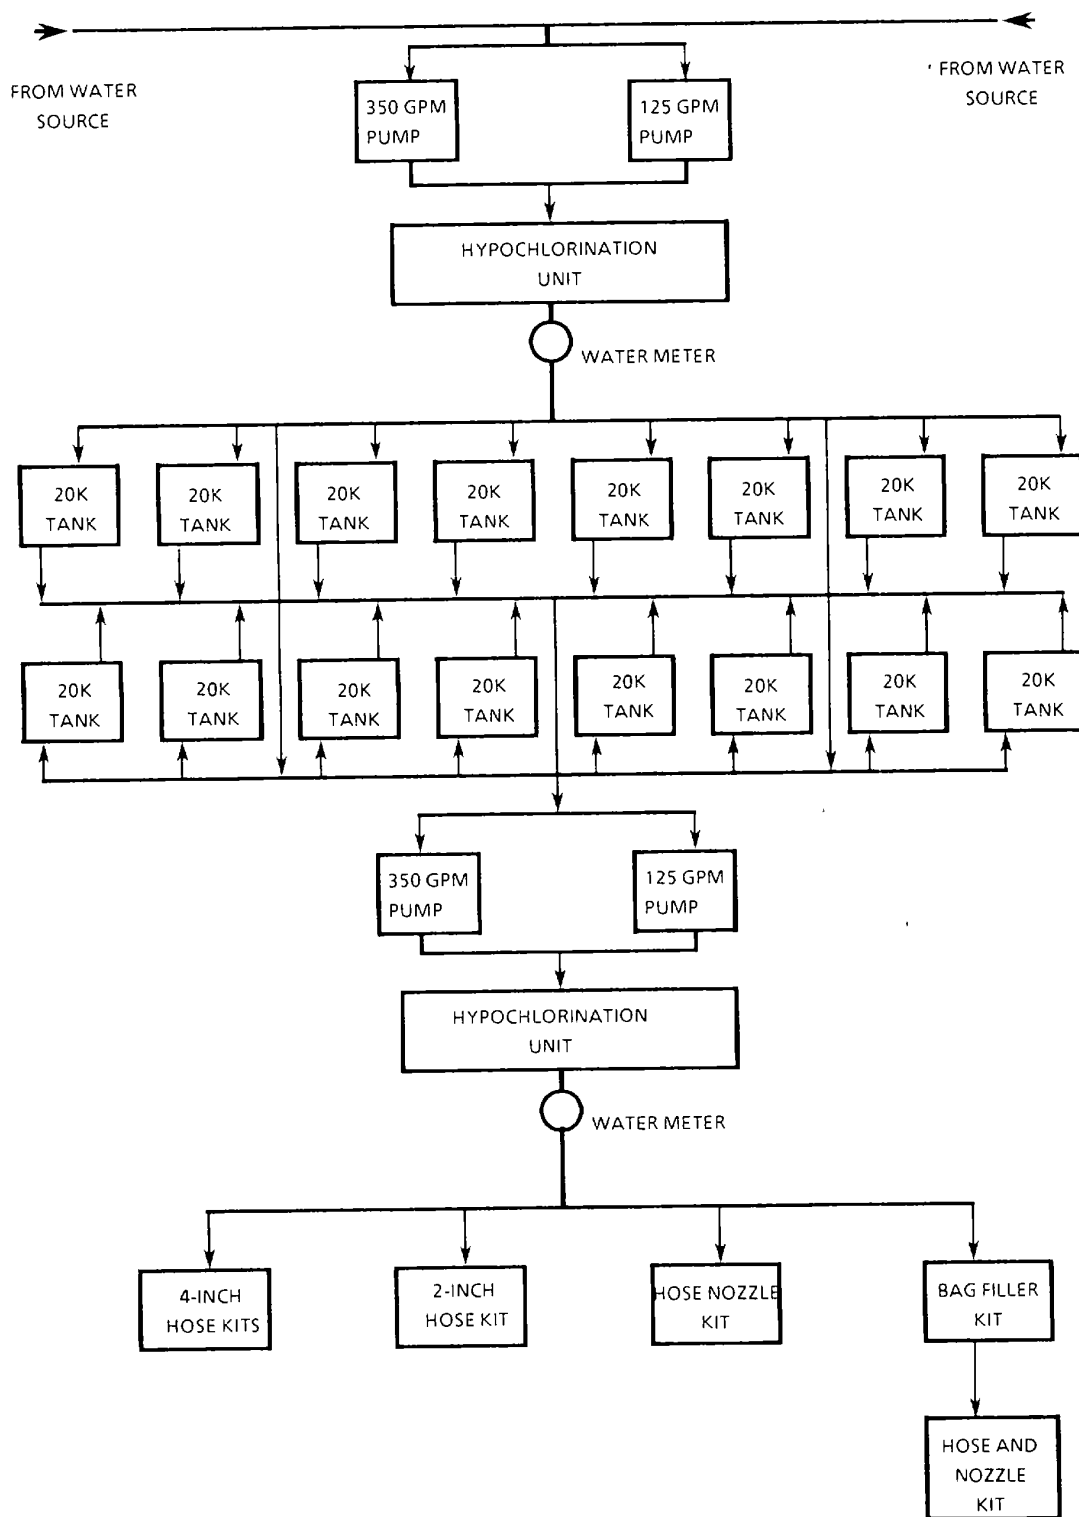 FROM WATER
SOURCE
FROM WATER
SOURCE
350 GPM
PUMP
125 GPM
PUMP
HYPOCHLORINATION
UNIT
WATER METER
20K
TANK
20K
TANK
20K
TANK
20K
TANK
20K
TANK
20K
TANK
20K
TANK
20K
TANK
20K
TANK
20K
TANK
20K
TANK
20K
TANK
20K
TANK
20K
TANK
20K
TANK
20K
TANK
350 GPM
PUMP
125 GPM
PUMP
HYPOCHLORINATION
UNIT
WATER METER
4-INCH
HOSE KITS
2-INCH
HOSE KIT
HOSE NOZZLE
KIT
BAG FILLER
KIT
HOSE AND
NOZZLE
KIT